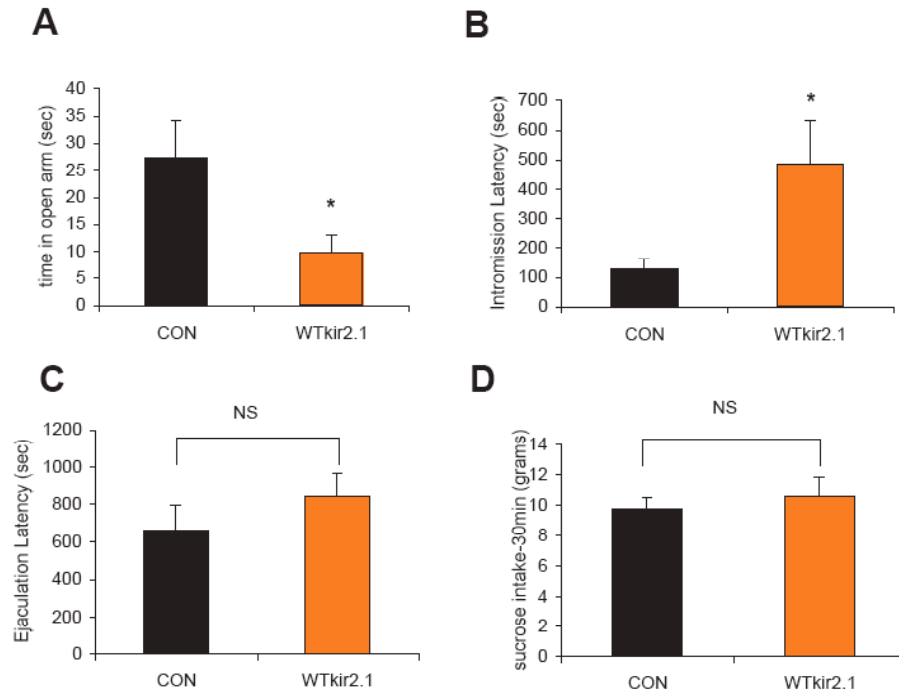 A
time in open arm (sec)
40
35
30
25
20
15
10
5
0
*
CON
WTkir2.1
B
Intromission Latency (sec)
700
600
500
400
300
200
100
0
*
CON
WTkir2.1
C
Ejaculation Latency (sec)
1200
1000
800
600
400
200
0
NS
CON
WTkir2.1
D
sucrose intake-30min (grams)
14
12
10
8
6
4
2
0
NS
CON
WTkir2.1